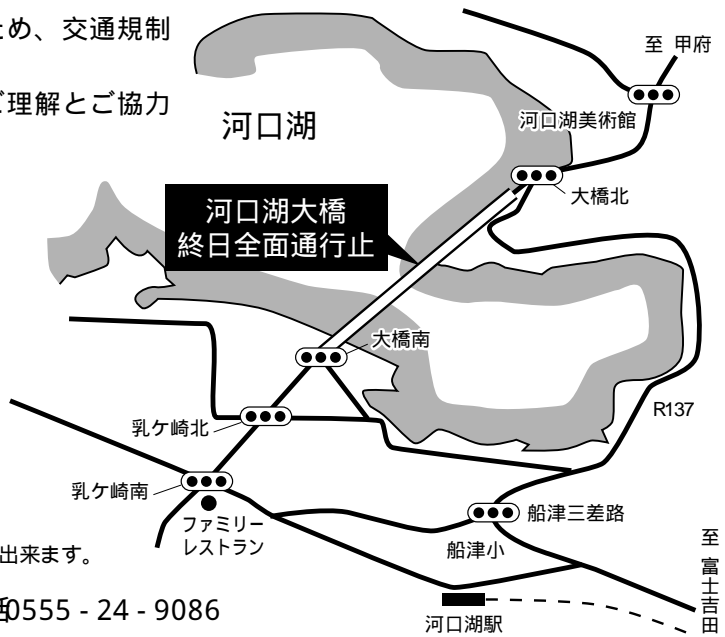 ため、交通規制
ご理解とご協力
至 甲府
河口湖
河口湖美術館
大橋北
河口湖大橋
終日全面通行止
大橋南
R137
乳ケ崎北
乳ケ崎南
ファミリー
レストラン
船津三差路
船津小
出来ます。
至 富士吉田
0555 - 24 - 9086
河口湖駅